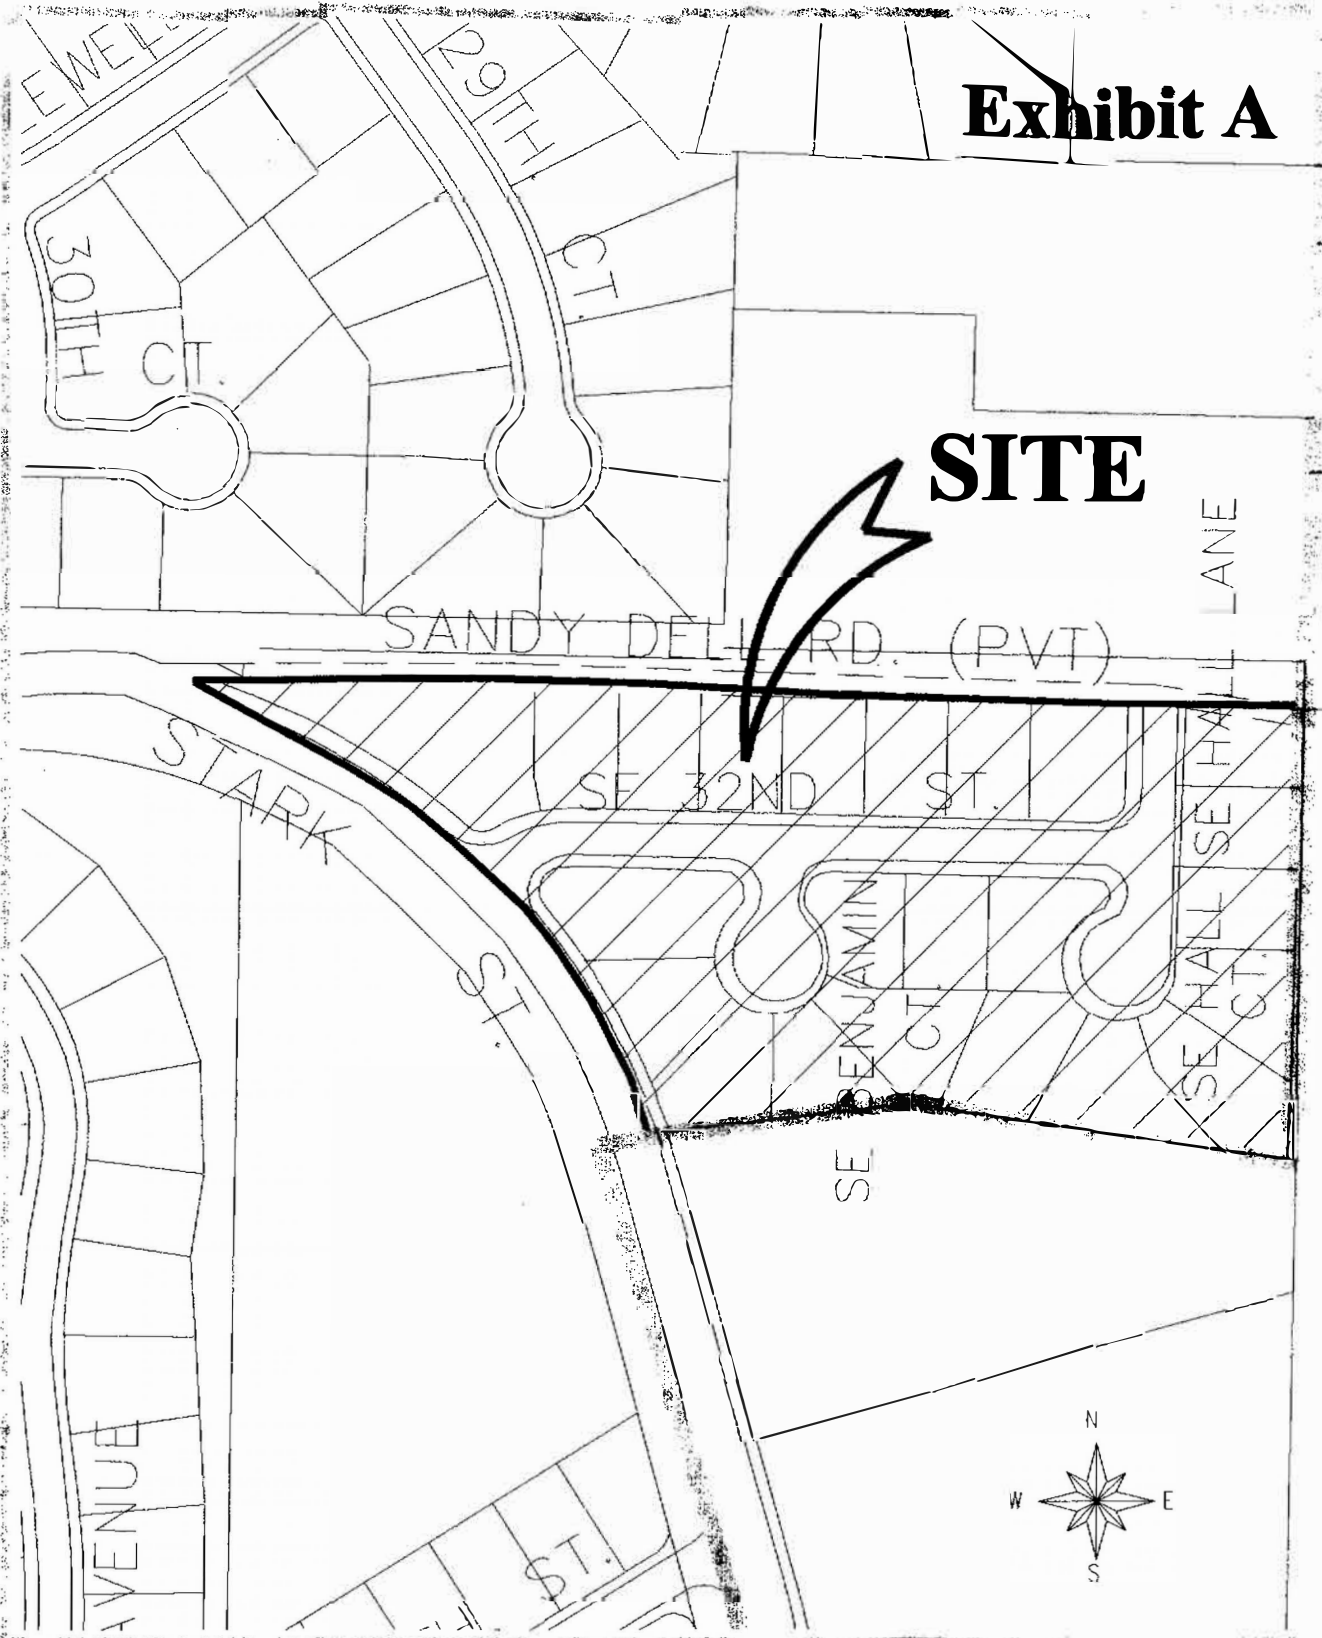 Exhibit A
29TH
CT.
30TH
CT.
SITE
SANDY DELL RD. (PVT)
STARK
ST.
SE 32ND ST.
SE HALL LANE
SE HALL
CT.
SE BENJAMIN
CT.
AVENUE
ST.
N
W E
S